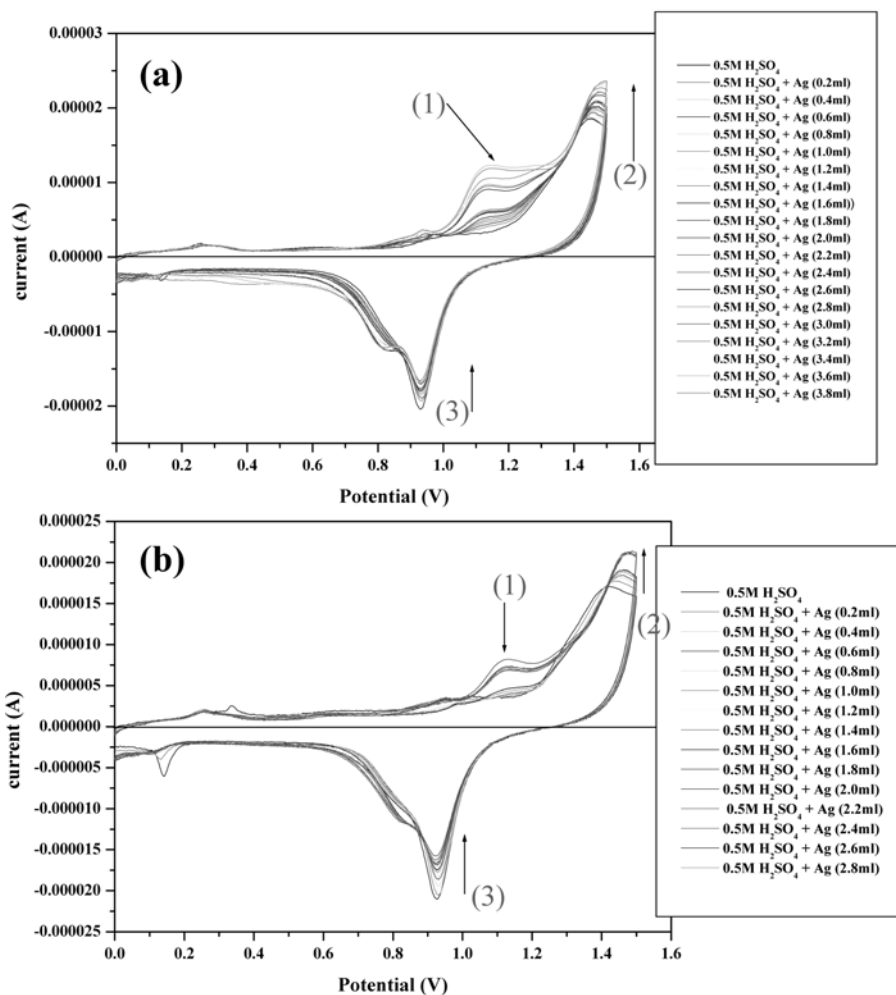 0.00003
0.00002
0.00001
0.00000
-0.00001
-0.00002
current (A)
(a)
(1)
(2)
(3)
0.0 0.2 0.4 0.6 0.8 1.0 1.2 1.4 1.6
Potential (V)
0.5M H₂SO₄
0.5M H₂SO₄ + Ag (0.2ml)
0.5M H₂SO₄ + Ag (0.4ml)
0.5M H₂SO₄ + Ag (0.6ml)
0.5M H₂SO₄ + Ag (0.8ml)
0.5M H₂SO₄ + Ag (1.0ml)
0.5M H₂SO₄ + Ag (1.2ml)
0.5M H₂SO₄ + Ag (1.4ml)
0.5M H₂SO₄ + Ag (1.6ml))
0.5M H₂SO₄ + Ag (1.8ml)
0.5M H₂SO₄ + Ag (2.0ml)
0.5M H₂SO₄ + Ag (2.2ml)
0.5M H₂SO₄ + Ag (2.4ml)
0.5M H₂SO₄ + Ag (2.6ml)
0.5M H₂SO₄ + Ag (2.8ml)
0.5M H₂SO₄ + Ag (3.0ml)
0.5M H₂SO₄ + Ag (3.2ml)
0.5M H₂SO₄ + Ag (3.4ml)
0.5M H₂SO₄ + Ag (3.6ml)
0.5M H₂SO₄ + Ag (3.8ml)
0.000025
0.000020
0.000015
0.000010
0.000005
0.000000
-0.000005
-0.000010
-0.000015
-0.000020
-0.000025
current (A)
(b)
(1)
(2)
(3)
0.0 0.2 0.4 0.6 0.8 1.0 1.2 1.4 1.6
Potential (V)
0.5M H₂SO₄
0.5M H₂SO₄ + Ag (0.2ml)
0.5M H₂SO₄ + Ag (0.4ml)
0.5M H₂SO₄ + Ag (0.6ml)
0.5M H₂SO₄ + Ag (0.8ml)
0.5M H₂SO₄ + Ag (1.0ml)
0.5M H₂SO₄ + Ag (1.2ml)
0.5M H₂SO₄ + Ag (1.4ml)
0.5M H₂SO₄ + Ag (1.6ml)
0.5M H₂SO₄ + Ag (1.8ml)
0.5M H₂SO₄ + Ag (2.0ml)
0.5M H₂SO₄ + Ag (2.2ml)
0.5M H₂SO₄ + Ag (2.4ml)
0.5M H₂SO₄ + Ag (2.6ml)
0.5M H₂SO₄ + Ag (2.8ml)